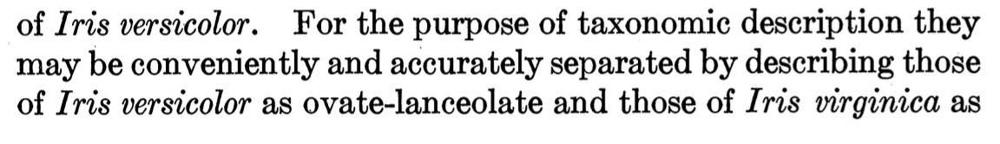 of Iris versicolor. For the purpose of taxonomic description they
may be conveniently and accurately separated by describing those
of Iris versicolor as ovate-lanceolate and those of Iris virginica as